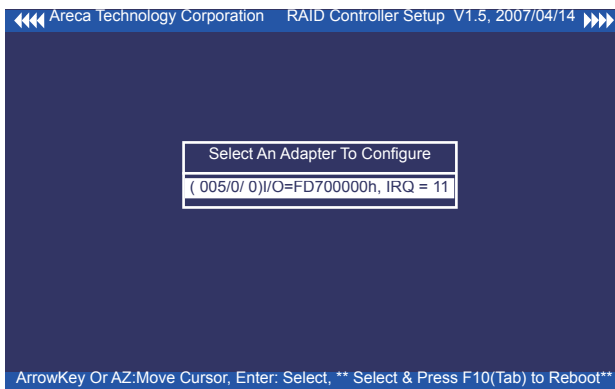 Areca Technology Corporation RAID Controller Setup V1.5, 2007/04/14
Select An Adapter To Configure
( 005/0/ 0)I/O=FD700000h, IRQ = 11
ArrowKey Or AZ:Move Cursor, Enter: Select, ** Select & Press F10(Tab) to Reboot**